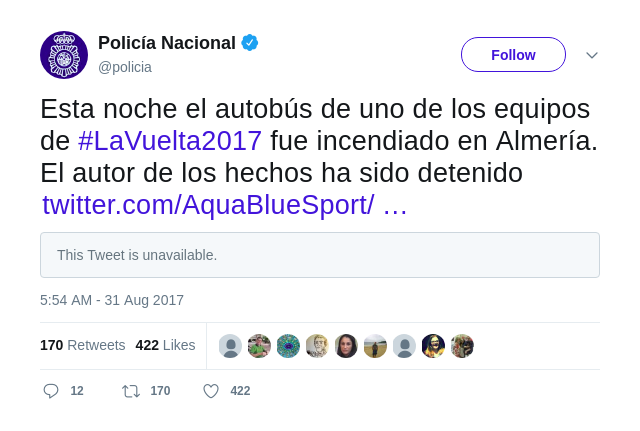 Policía Nacional
@policia
Follow
Esta noche el autobús de uno de los equipos
de #LaVuelta2017 fue incendiado en Almería.
El autor de los hechos ha sido detenido
twitter.com/AquaBlueSport/ …
This Tweet is unavailable.
5:54 AM - 31 Aug 2017
170 Retweets 422 Likes
12 170 422